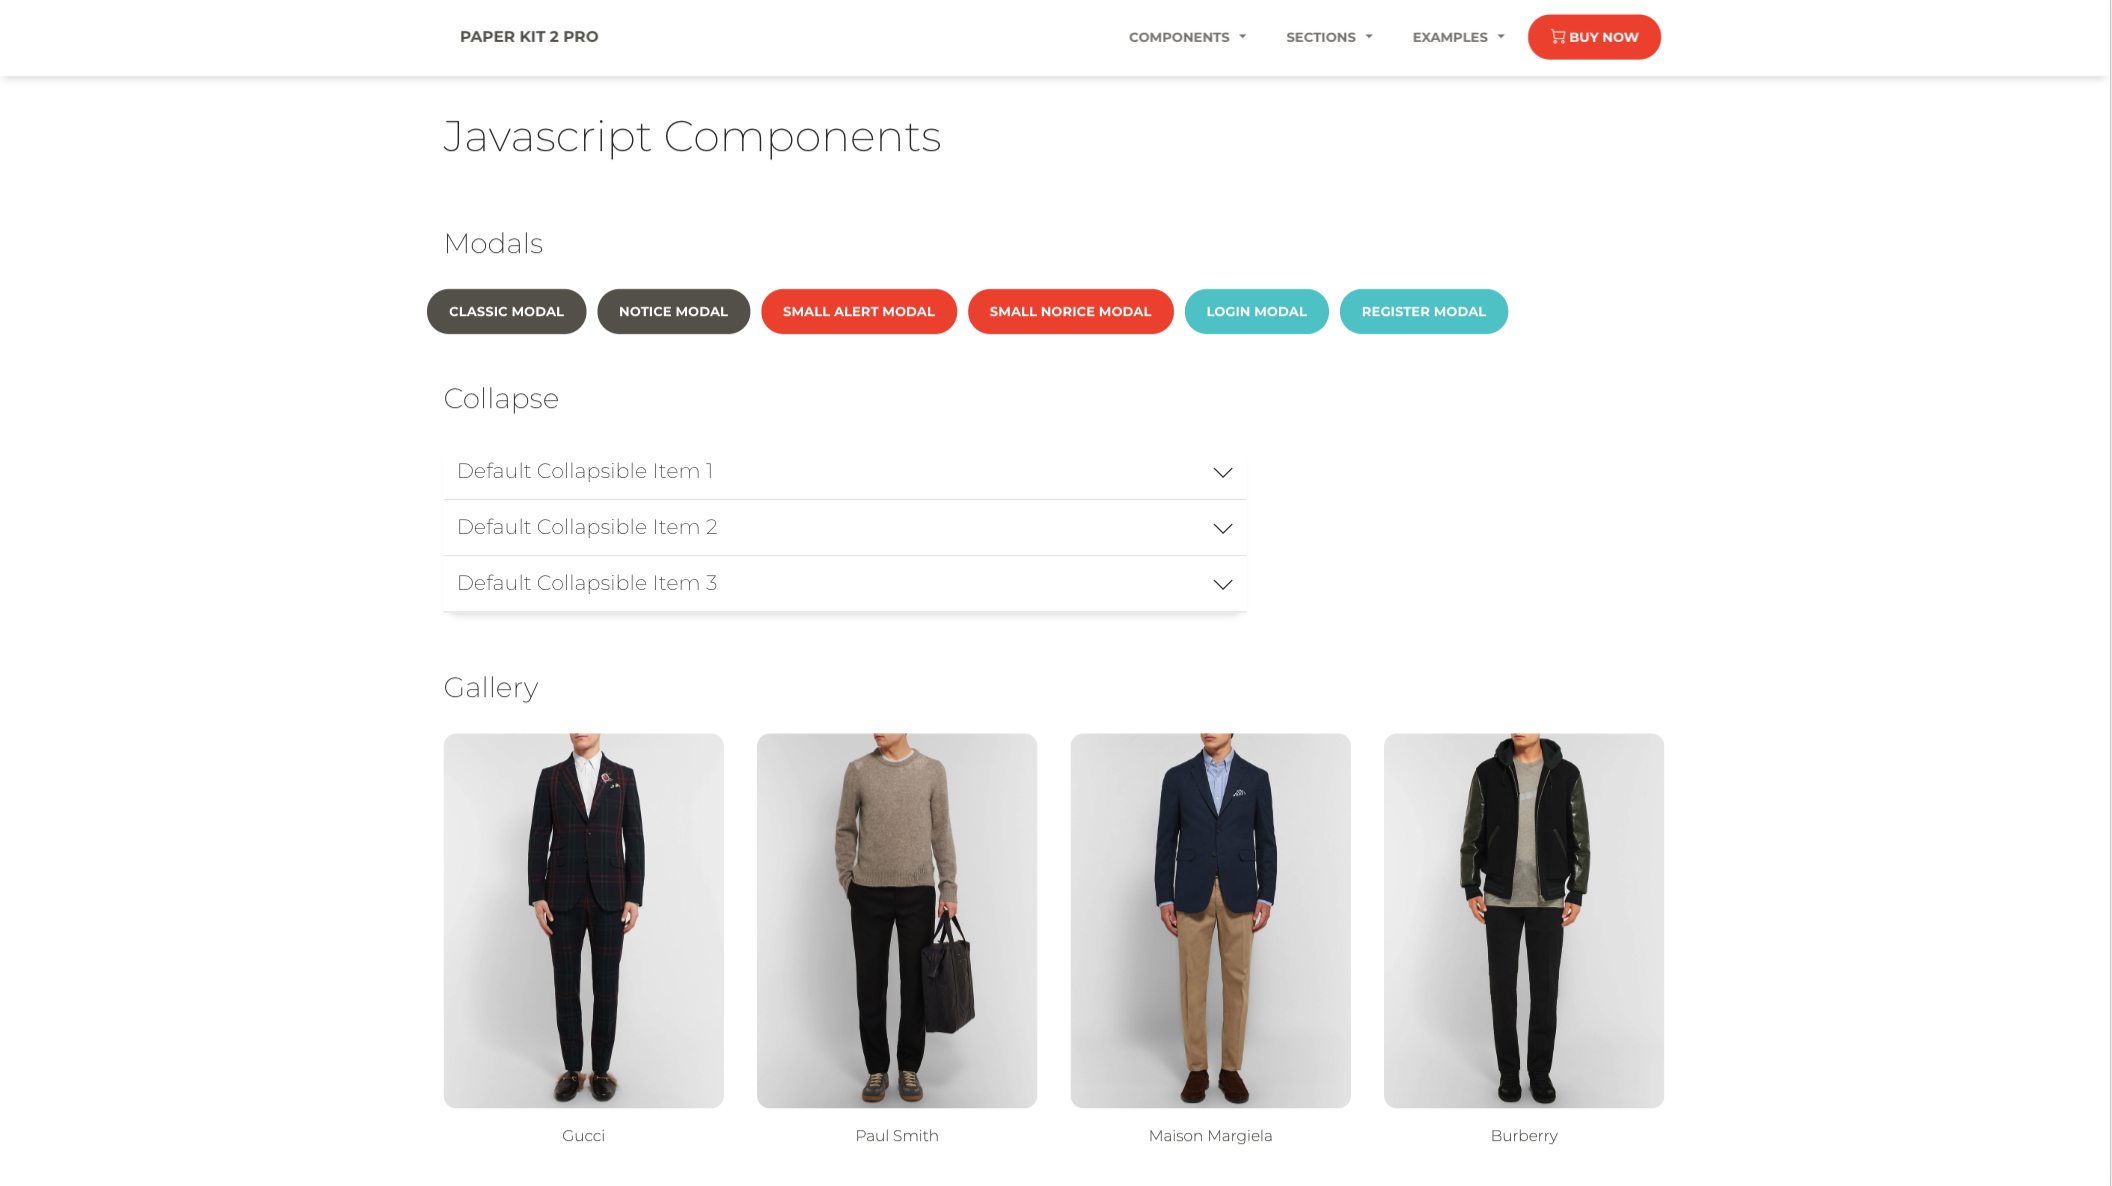 PAPER KIT 2 PRO
COMPONENTS
SECTIONS
EXAMPLES
BUY NOW
Javascript Components
Modals
CLASSIC MODAL
NOTICE MODAL
SMALL ALERT MODAL
SMALL NORICE MODAL
LOGIN MODAL
REGISTER MODAL
Collapse
Default Collapsible Item 1
Default Collapsible Item 2
Default Collapsible Item 3
Gallery
Gucci
Paul Smith
Maison Margiela
Burberry